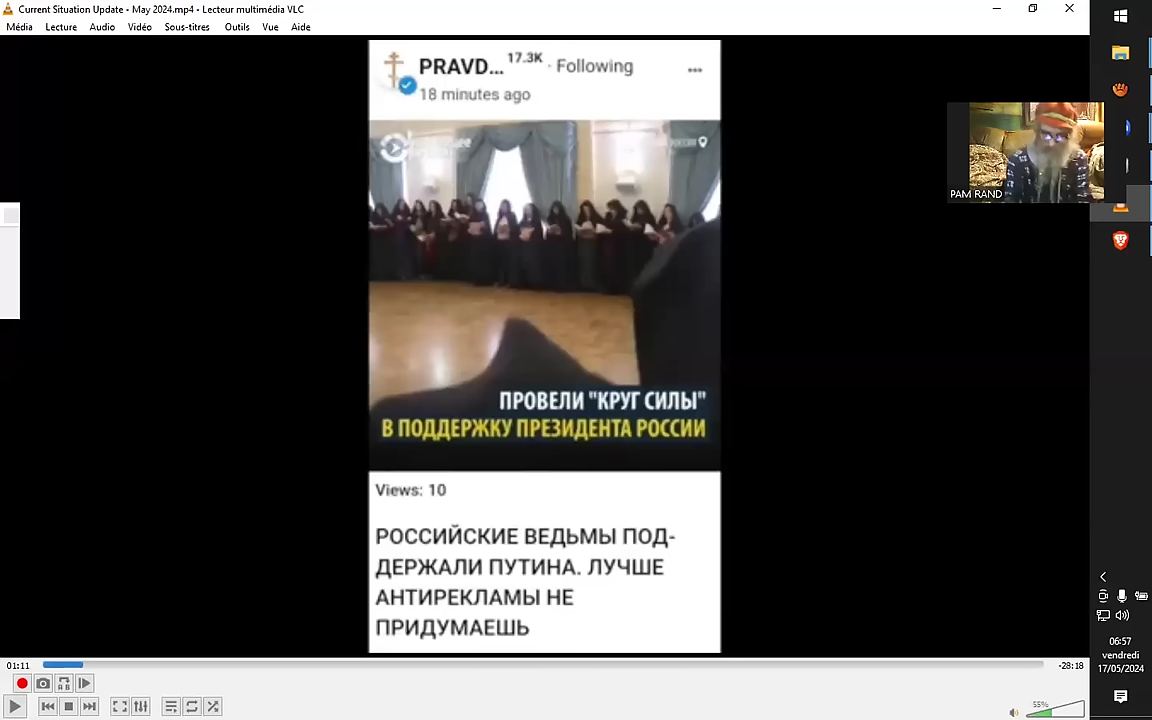 Current Situation Update - May 2024.mp4 - Lecteur multimédia VLC
Média Lecture Audio Vidéo Sous-titres Outils Vue Aide
PRAVD... 17.3K · Following
18 minutes ago
ПРОВЕЛИ "КРУГ СИЛЫ"
В ПОДДЕРЖКУ ПРЕЗИДЕНТА РОССИИ
Views: 10
РОССИЙСКИЕ ВЕДЬМЫ ПОД-
ДЕРЖАЛИ ПУТИНА. ЛУЧШЕ
АНТИРЕКЛАМЫ НЕ
ПРИДУМАЕШЬ
PAM RAND
01:11
-28:18
55%
06:57
vendredi
17/05/2024